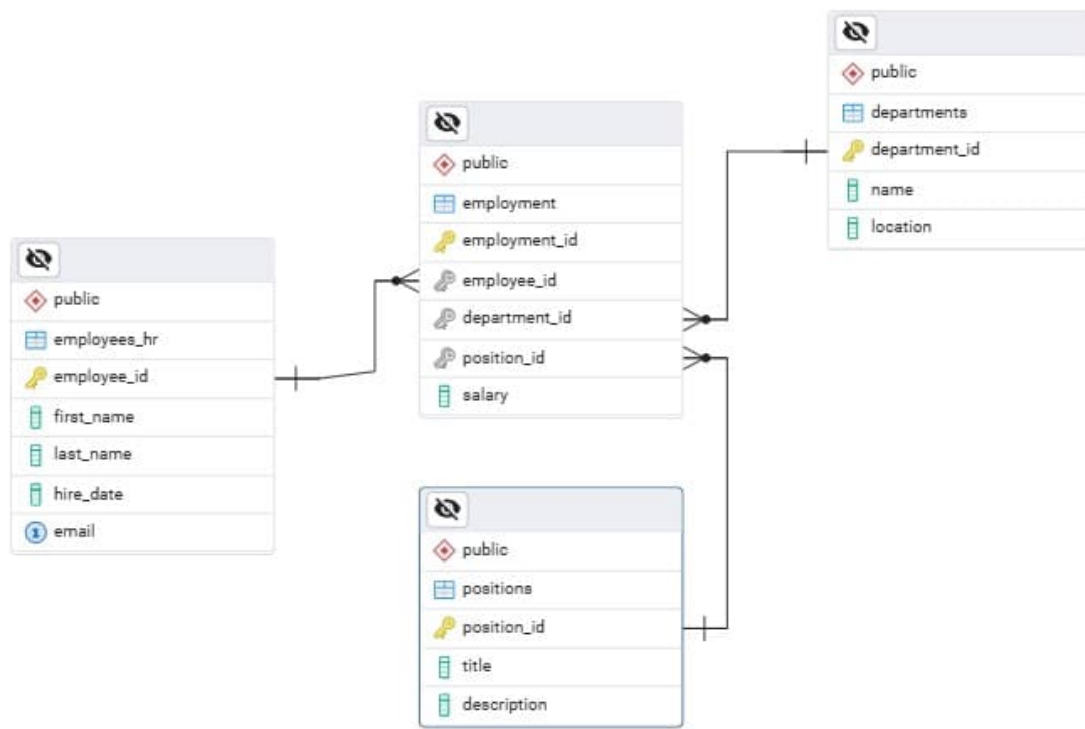 public
employees_hr
employee_id
first_name
last_name
hire_date
email
public
employment
employment_id
employee_id
department_id
position_id
salary
public
positions
position_id
title
description
public
departments
department_id
name
location